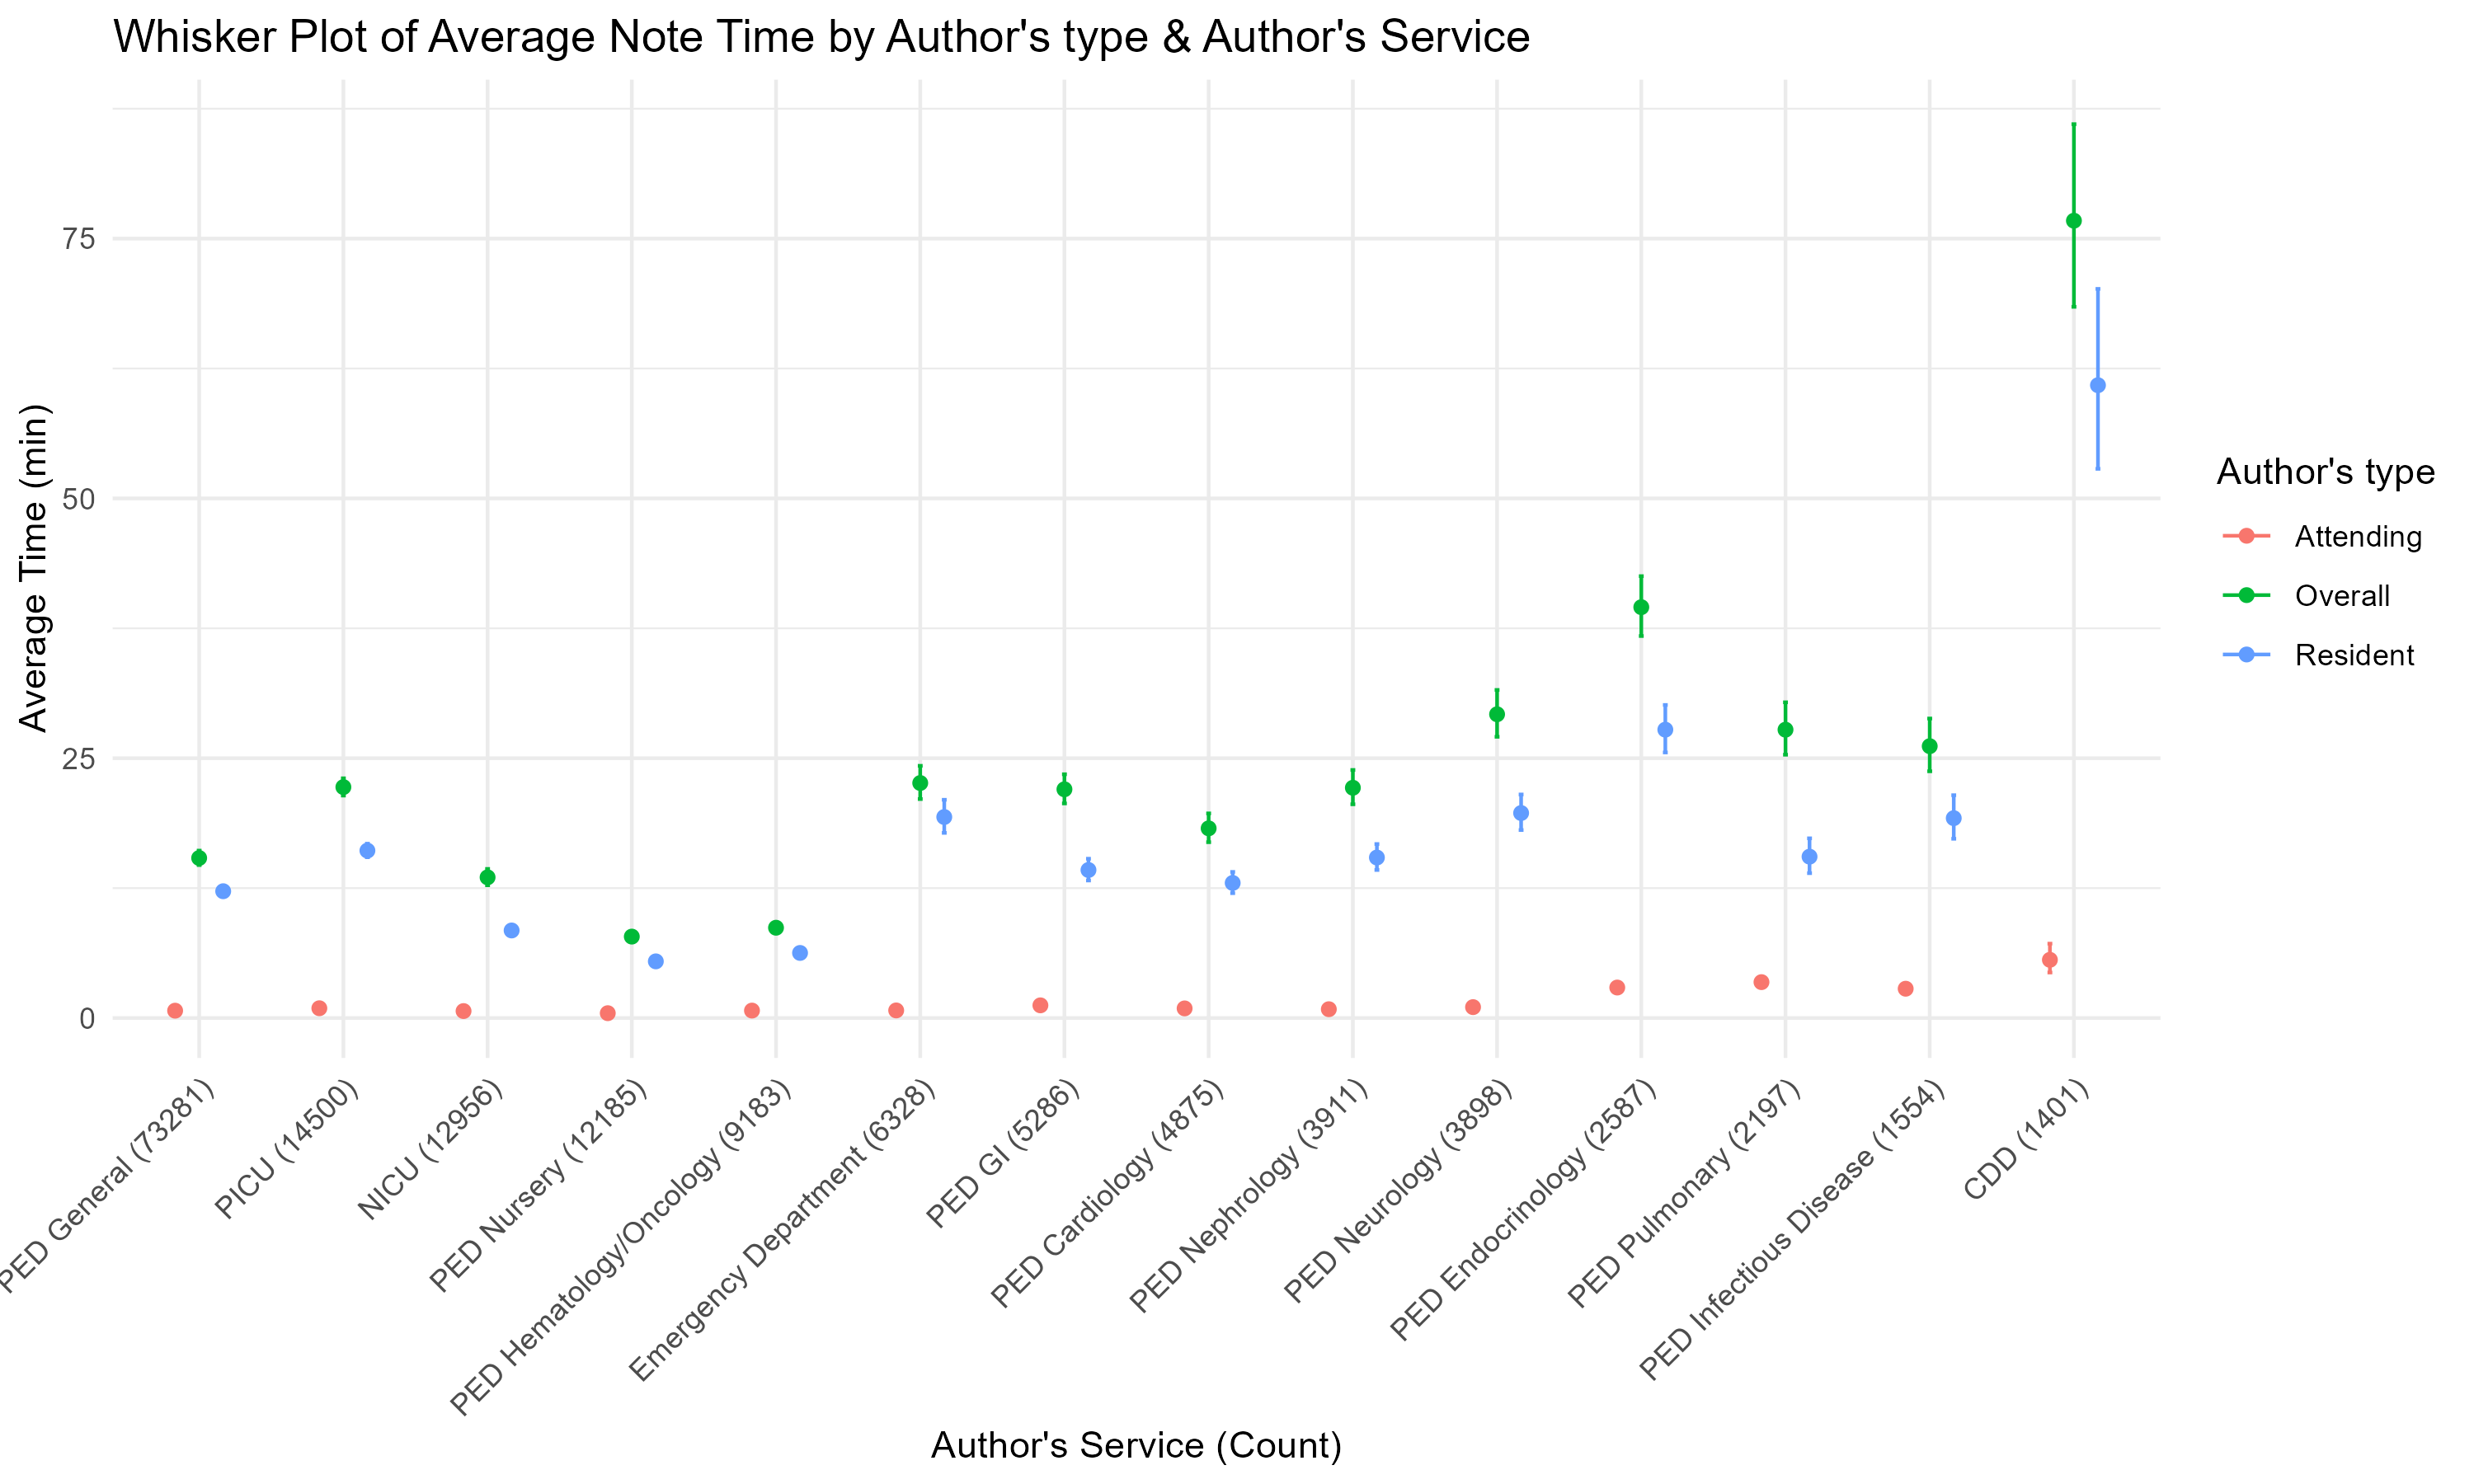 Whisker Plot of Average Note Time by Author's type & Author's Service
Average Time (min)
75
50
25
0
PED General (73281)
PICU (14500)
NICU (12956)
PED Nursery (12185)
PED Hematology/Oncology (9183)
Emergency Department (6328)
PED GI (5286)
PED Cardiology (4875)
PED Nephrology (3911)
PED Neurology (3898)
PED Endocrinology (2587)
PED Pulmonary (2197)
PED Infectious Disease (1554)
CDD (1401)
Author's Service (Count)
Author's type
Attending
Overall
Resident